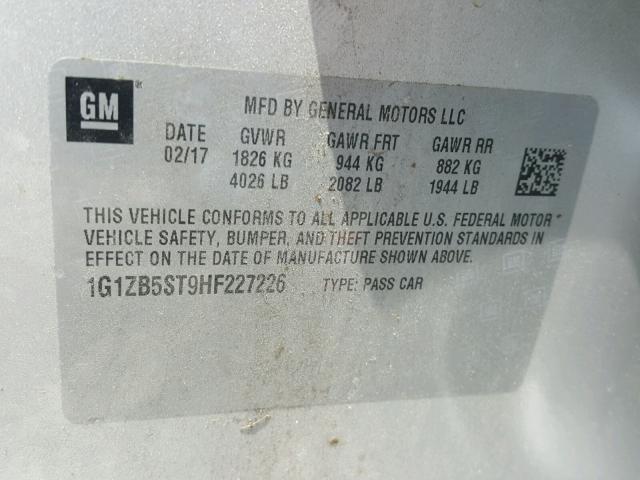 GM®
MFD BY GENERAL MOTORS LLC
DATE GVWR GAWR FRT GAWR RR
02/17 1826 KG 944 KG 882 KG
4026 LB 2082 LB 1944 LB
THIS VEHICLE CONFORMS TO ALL APPLICABLE U.S. FEDERAL MOTOR
VEHICLE SAFETY, BUMPER, AND THEFT PREVENTION STANDARDS IN
EFFECT ON THE DATE OF MANUFACTURE SHOWN ABOVE.
1G1ZB5ST9HF227226 TYPE: PASS CAR